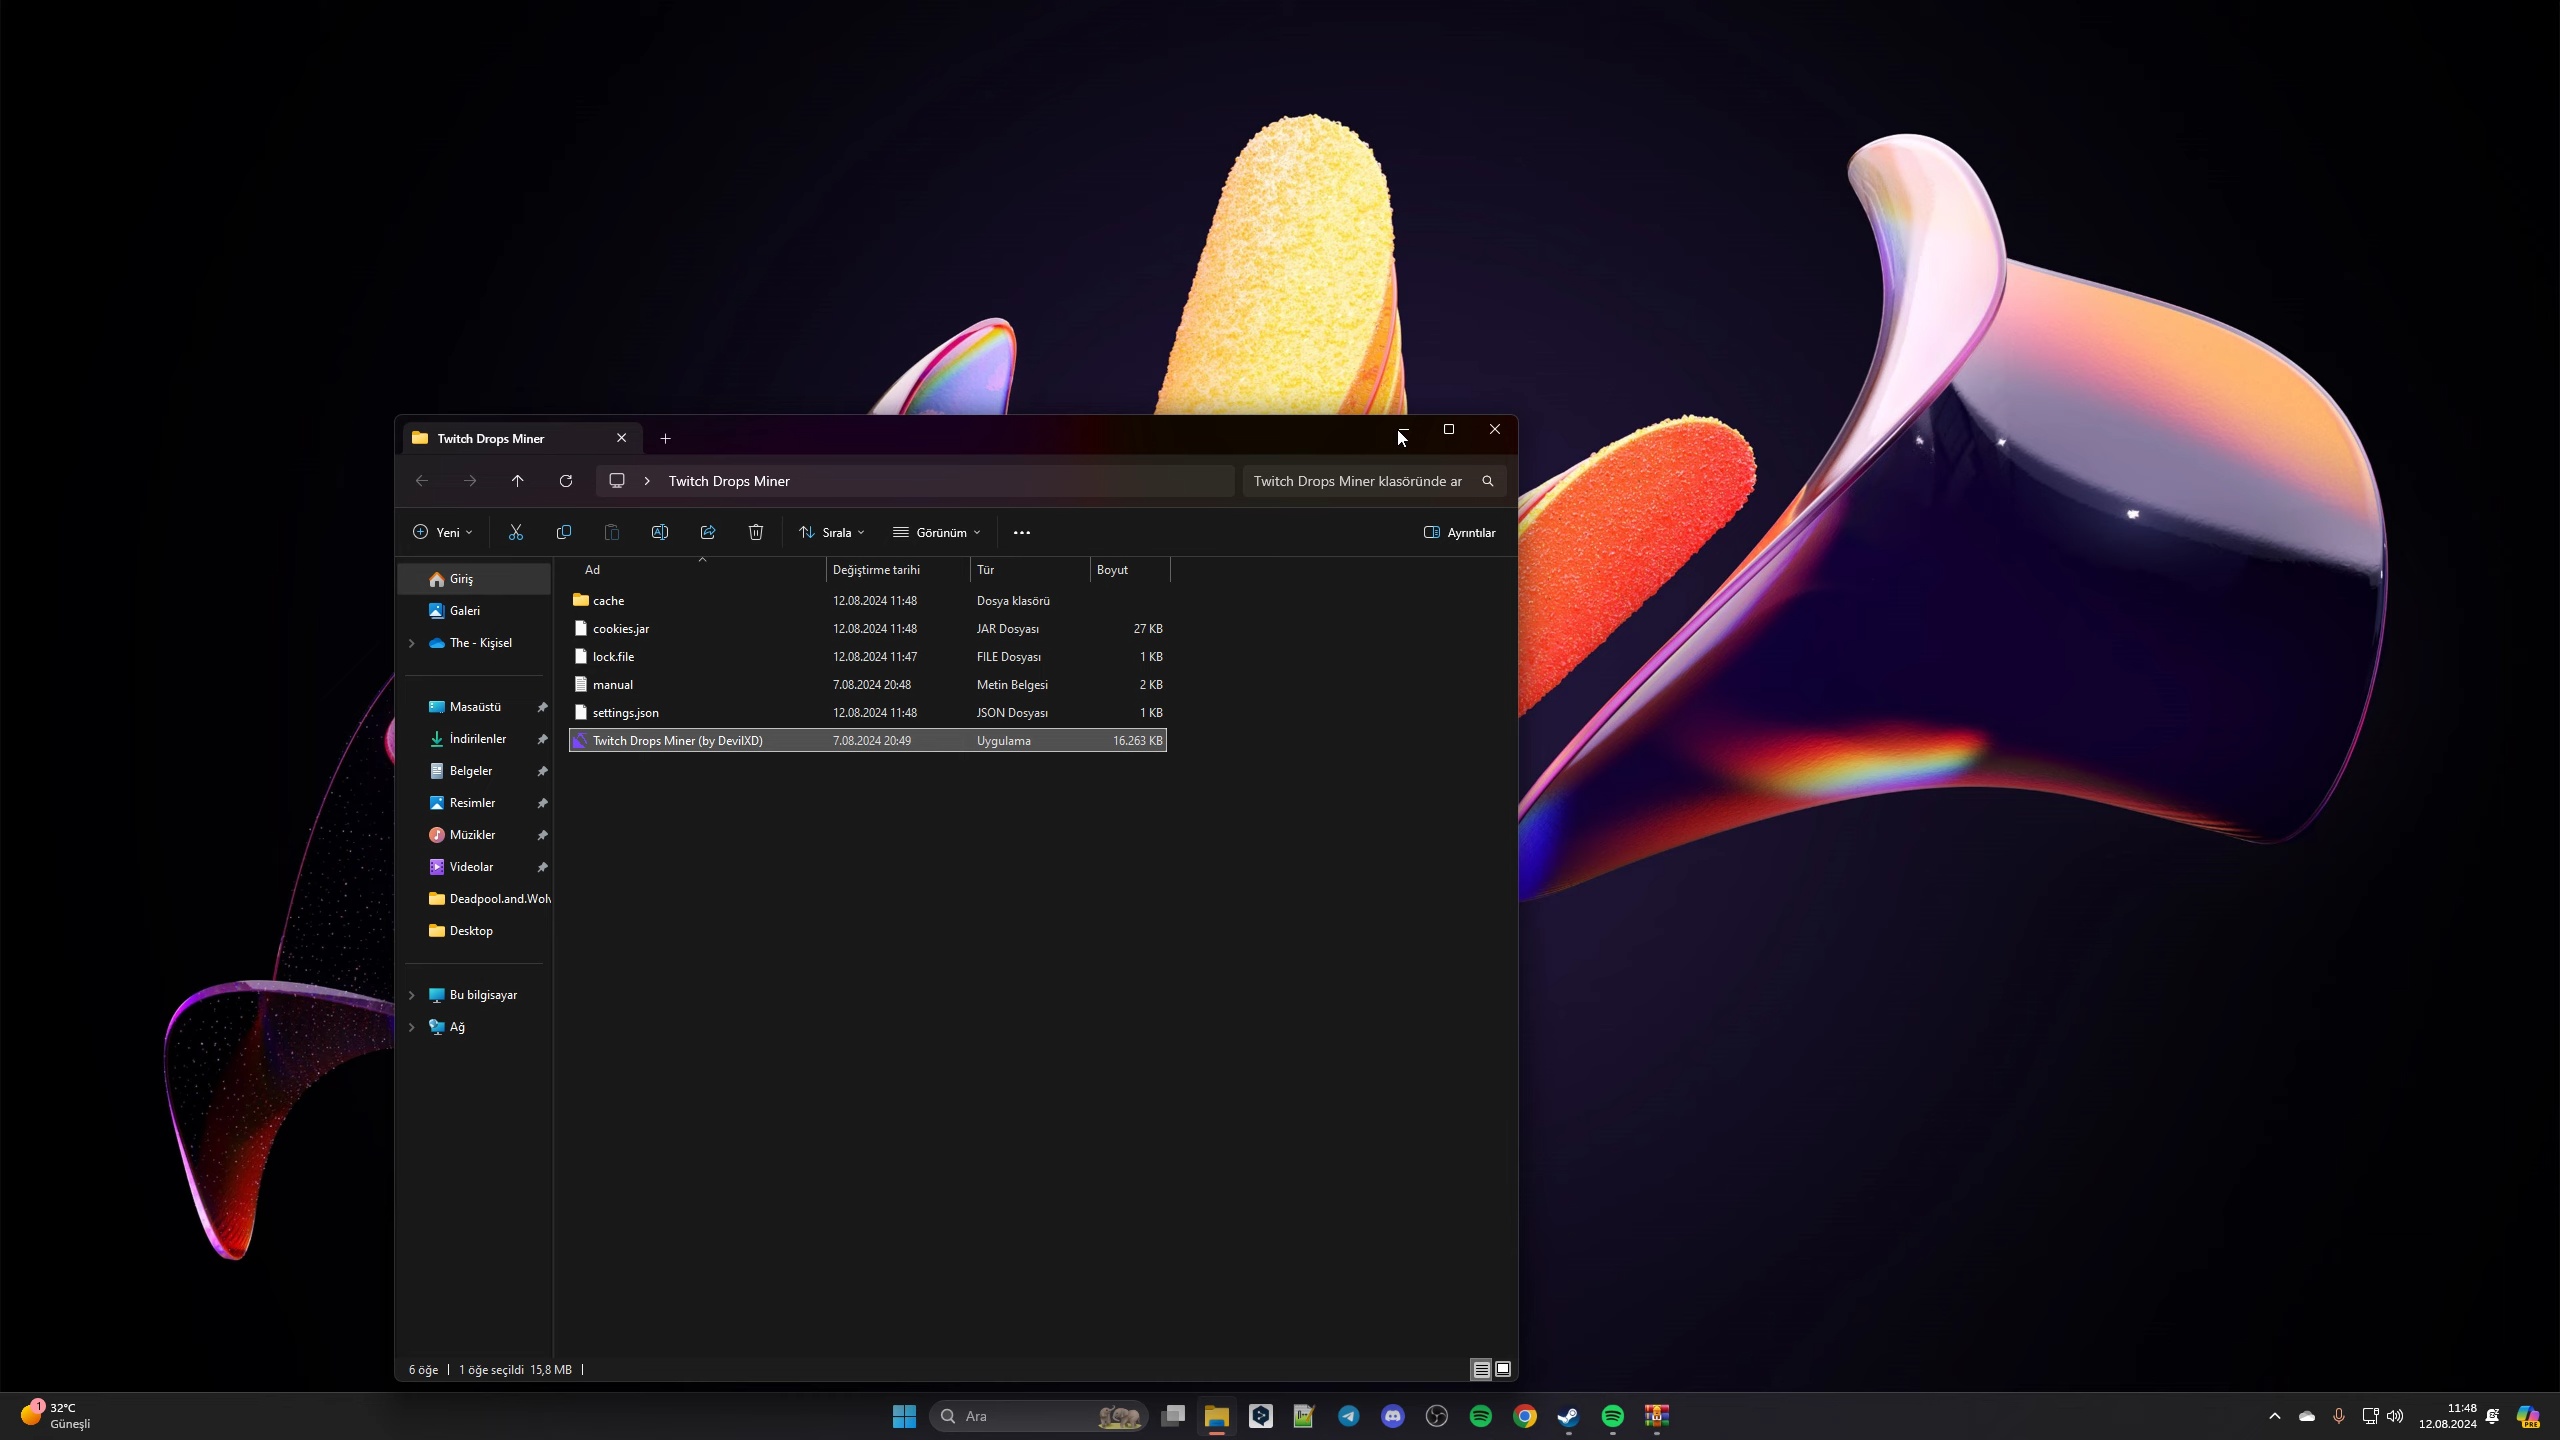 Twitch Drops Miner
Twitch Drops Miner
Twitch Drops Miner klasöründe ar
Yeni
Sırala
Görünüm
Ayrıntılar
Giriş
Galeri
The - Kişisel
Masaüstü
İndirilenler
Belgeler
Resimler
Müzikler
Videolar
Deadpool.and.Wolv
Desktop
Bu bilgisayar
Ağ
Ad Değiştirme tarihi Tür Boyut
cache 12.08.2024 11:48 Dosya klasörü
cookies.jar 12.08.2024 11:48 JAR Dosyası 27 KB
lock.file 12.08.2024 11:47 FILE Dosyası 1 KB
manual 7.08.2024 20:48 Metin Belgesi 2 KB
settings.json 12.08.2024 11:48 JSON Dosyası 1 KB
Twitch Drops Miner (by DevilXD) 7.08.2024 20:49 Uygulama 16.263 KB
6 öğe 1 öğe seçildi 15,8 MB
1
32°C
Güneşli
Ara
11:48
12.08.2024
PRE